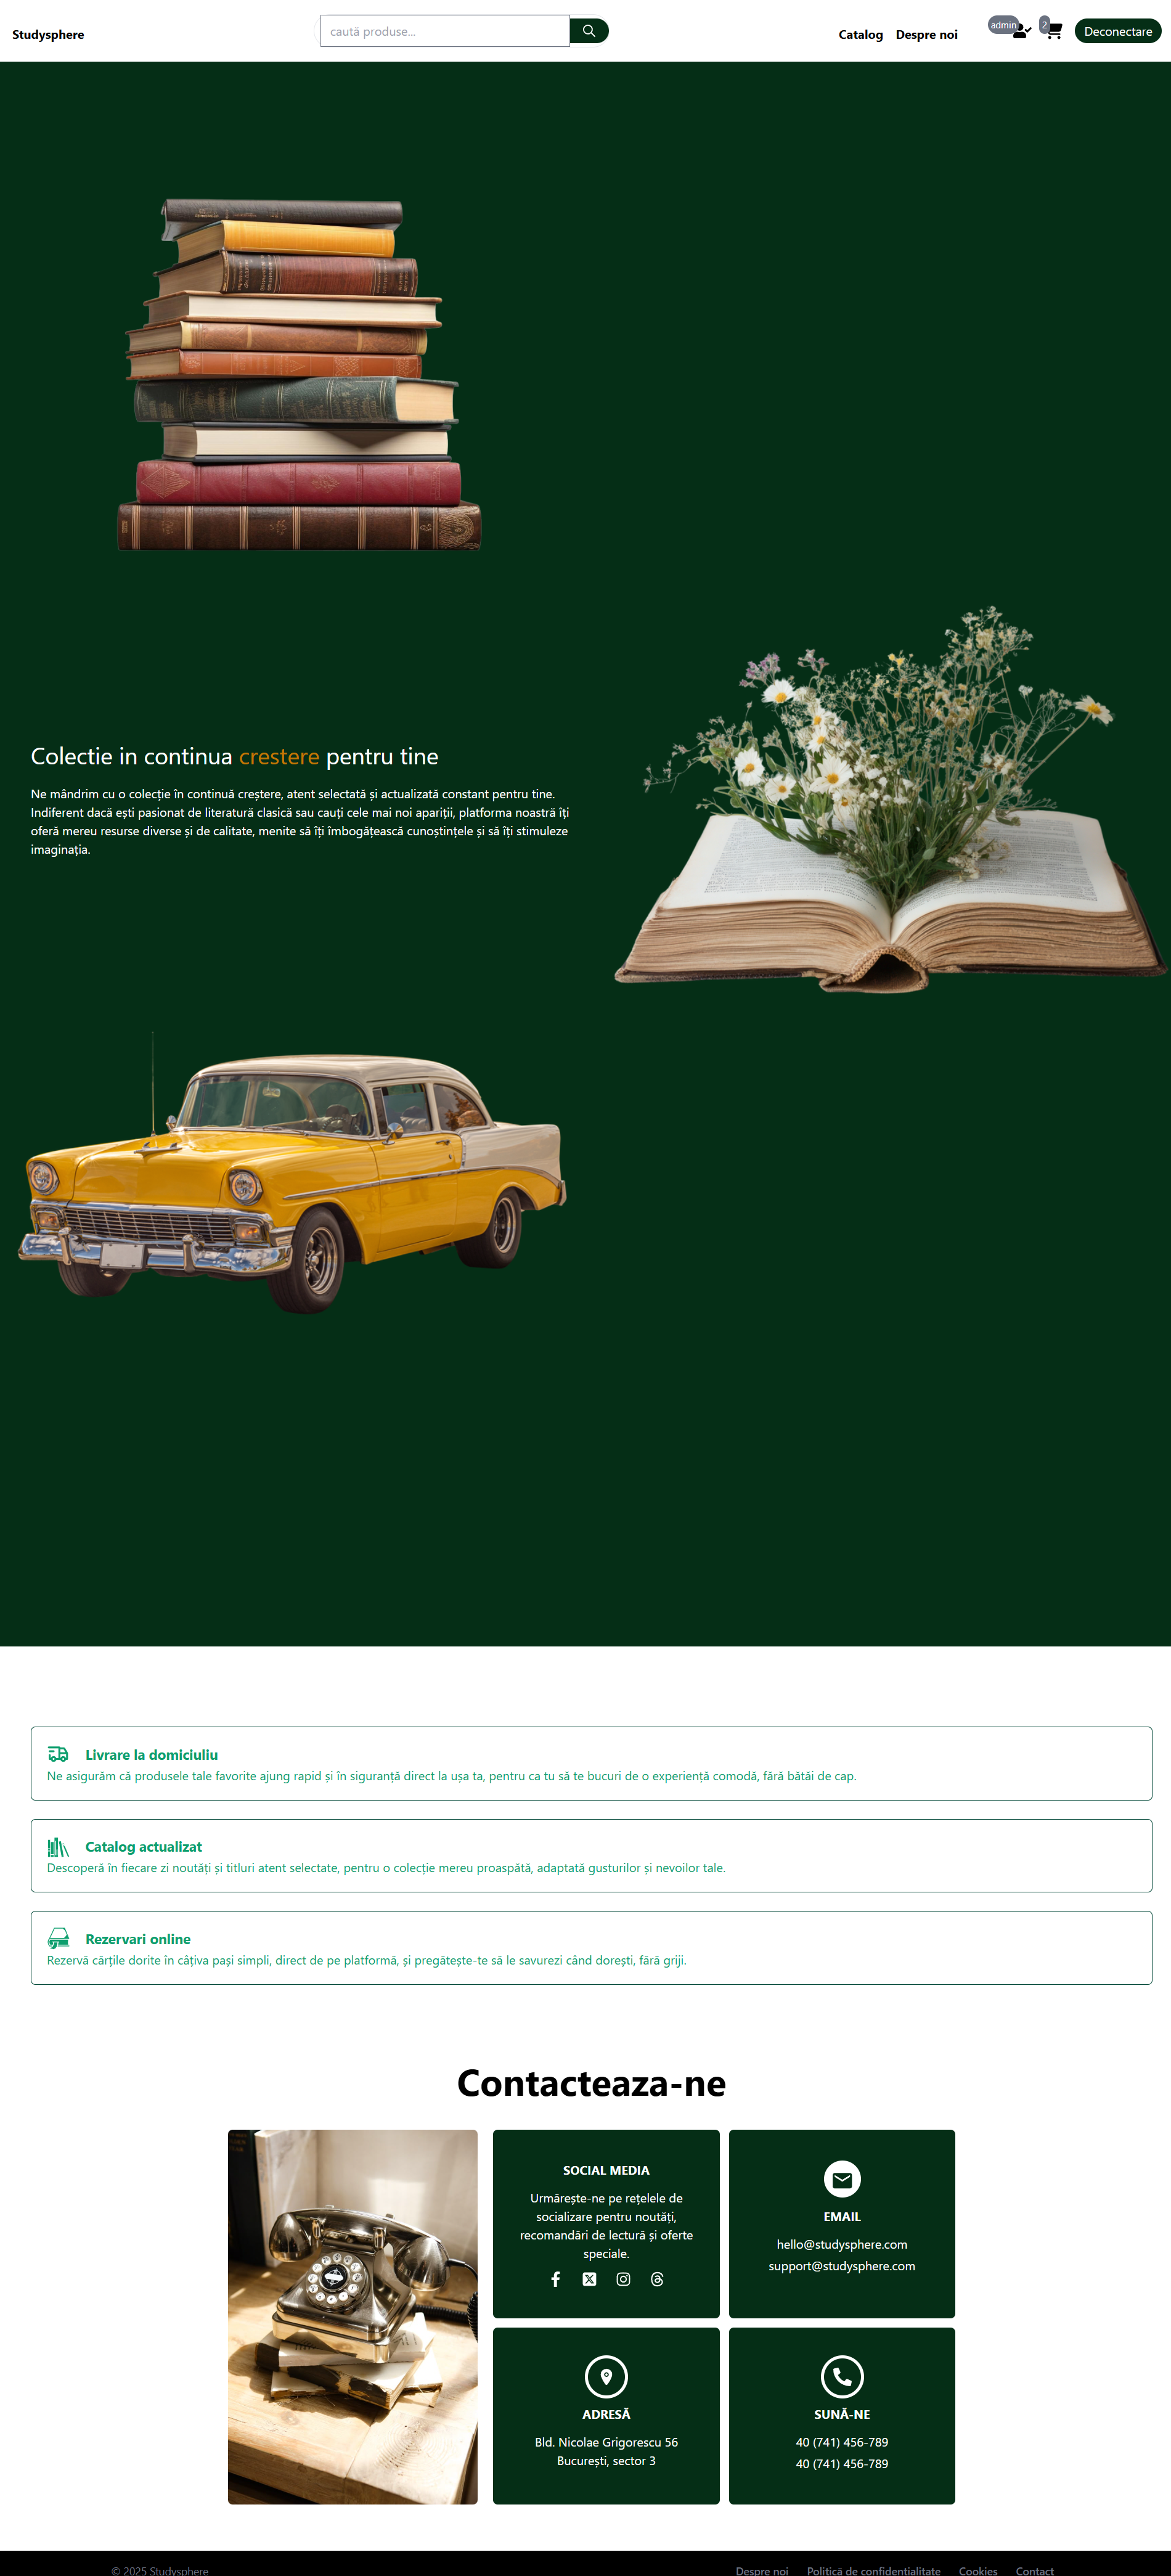 Studysphere
caută produse...
Catalog
Despre noi
admin
2
Deconectare
Colectie in continua crestere pentru tine
Ne mândrim cu o colecție în continuă creștere, atent selectată și actualizată constant pentru tine.
Indiferent dacă ești pasionat de literatură clasică sau cauți cele mai noi apariții, platforma noastră îți
oferă mereu resurse diverse și de calitate, menite să îți îmbogățească cunoștințele și să îți stimuleze
imaginația.
Livrare la domiciuliu
Ne asigurăm că produsele tale favorite ajung rapid și în siguranță direct la ușa ta, pentru ca tu să te bucuri de o experiență comodă, fără bătăi de cap.
Catalog actualizat
Descoperă în fiecare zi noutăți și titluri atent selectate, pentru o colecție mereu proaspătă, adaptată gusturilor și nevoilor tale.
Rezervari online
Rezervă cărțile dorite în câțiva pași simpli, direct de pe platformă, și pregătește-te să le savurezi când dorești, fără griji.
Contacteaza-ne
SOCIAL MEDIA
Urmărește-ne pe rețelele de
socializare pentru noutăți,
recomandări de lectură și oferte
speciale.
EMAIL
hello@studysphere.com
support@studysphere.com
ADRESĂ
Bld. Nicolae Grigorescu 56
București, sector 3
SUNĂ-NE
40 (741) 456-789
40 (741) 456-789
© 2025 Studysphere
Despre noi
Politică de confidentialitate
Cookies
Contact